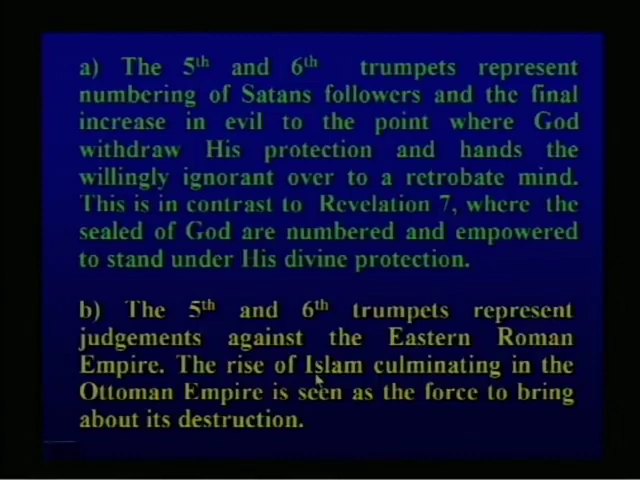 a) The 5th and 6th trumpets represent
numbering of Satans followers and the final
increase in evil to the point where God
withdraw His protection and hands the
willingly ignorant over to a retrobate mind.
This is in contrast to Revelation 7, where the
sealed of God are numbered and empowered
to stand under His divine protection.
b) The 5th and 6th trumpets represent
judgements against the Eastern Roman
Empire. The rise of Islam culminating in the
Ottoman Empire is seen as the force to bring
about its destruction.